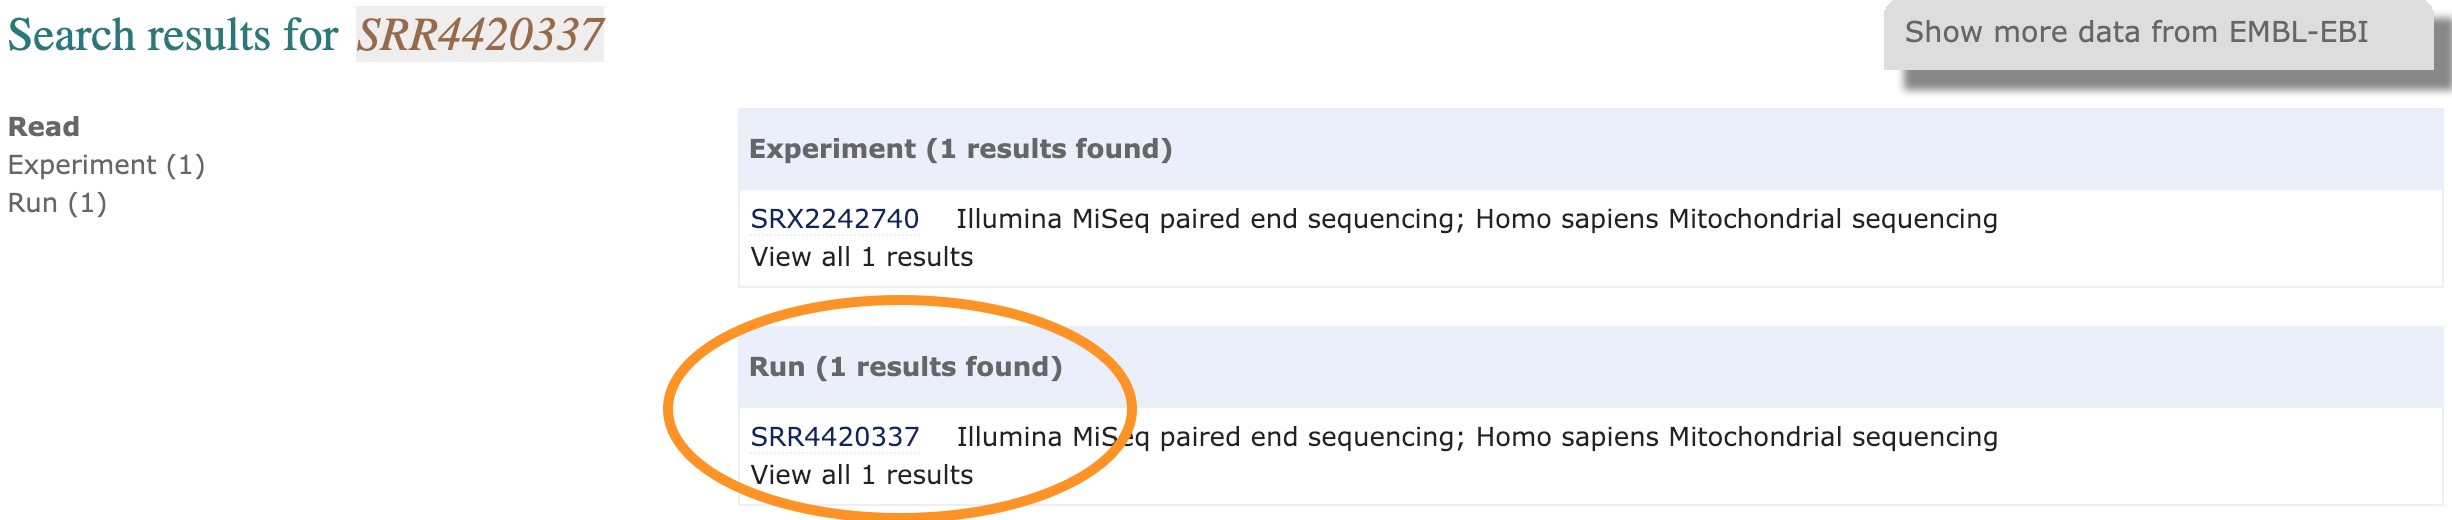 Search results for SRR4420337
Show more data from EMBL-EBI
Read
Experiment (1)
Run (1)
Experiment (1 results found)
SRX2242740 Illumina MiSeq paired end sequencing; Homo sapiens Mitochondrial sequencing
View all 1 results
Run (1 results found)
SRR4420337 Illumina MiSeq paired end sequencing; Homo sapiens Mitochondrial sequencing
View all 1 results